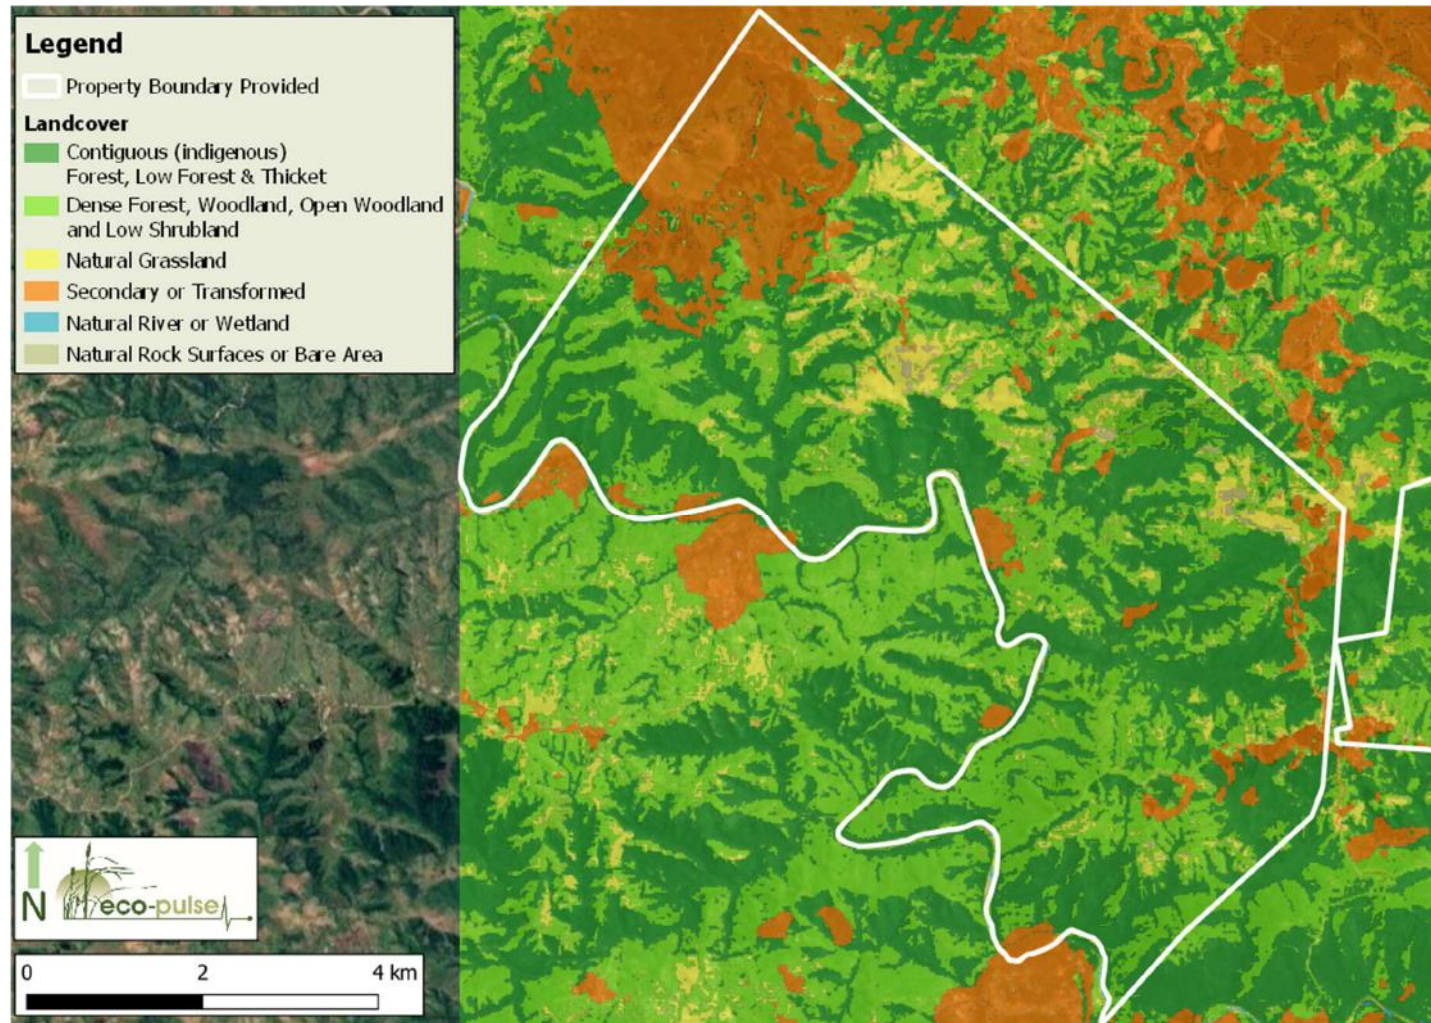 Legend
Property Boundary Provided
Landcover
Contiguous (indigenous)
Forest, Low Forest & Thicket
Dense Forest, Woodland, Open Woodland
and Low Shrubland
Natural Grassland
Secondary or Transformed
Natural River or Wetland
Natural Rock Surfaces or Bare Area
N
eco-pulse
0 2 4 km